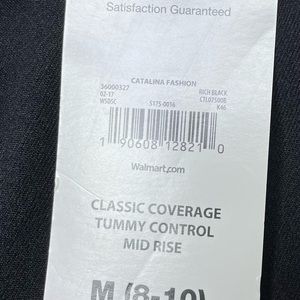 Satisfaction Guaranteed
CATALINA FASHION
36000327 RICH BLACK
02-17 CTL07500B
W50SC 5175-0016 K46
1 90608 12821 0
Walmart.com
CLASSIC COVERAGE
TUMMY CONTROL
MID RISE
M (8-10)